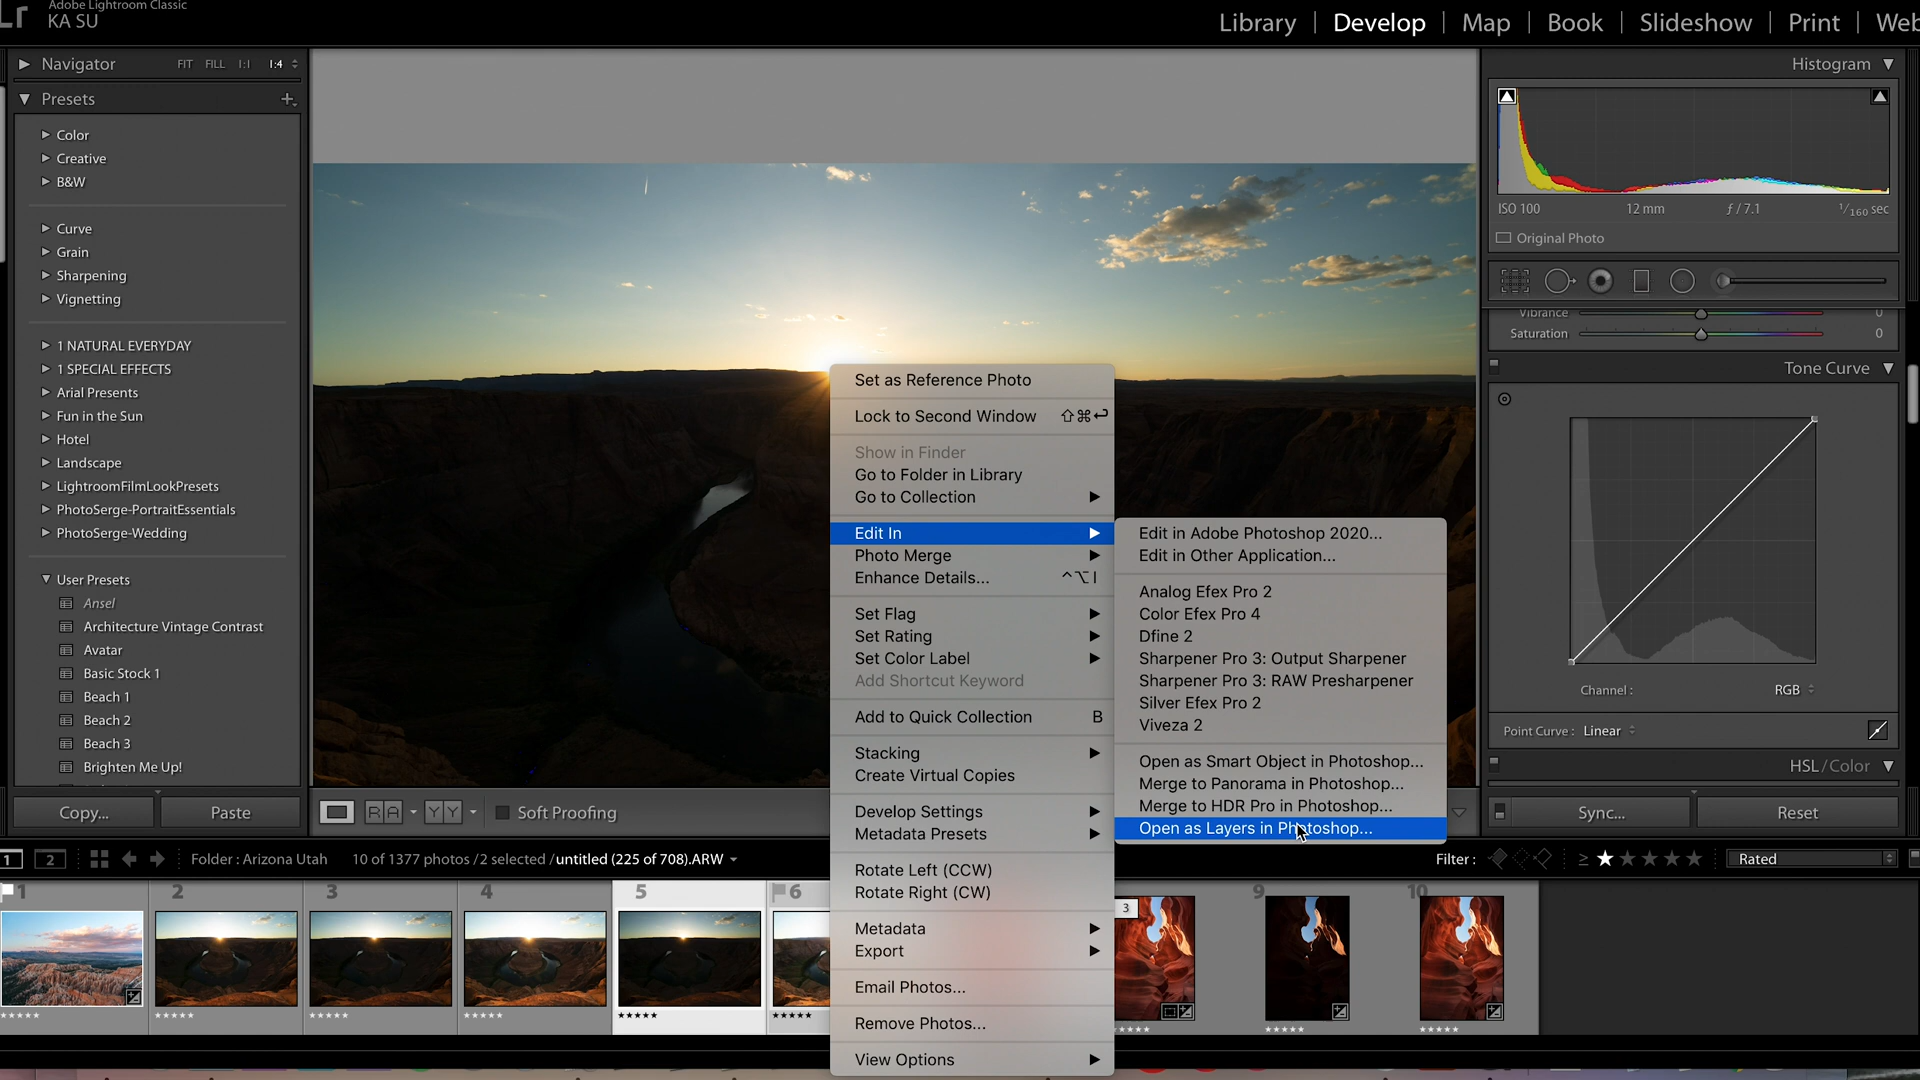 Adobe Lightroom Classic
Lr
KA SU
Library | Develop | Map | Book | Slideshow | Print | Web
Navigator
FIT FILL 1:1 1:4
Presets
Color
Creative
B&W
Curve
Grain
Sharpening
Vignetting
1 NATURAL EVERYDAY
1 SPECIAL EFFECTS
Arial Presents
Fun in the Sun
Hotel
Landscape
LightroomFilmLookPresets
PhotoSerge-PortraitEssentials
PhotoSerge-Wedding
User Presets
Ansel
Architecture Vintage Contrast
Avatar
Basic Stock 1
Beach 1
Beach 2
Beach 3
Brighten Me Up!
Copy...
Paste
Set as Reference Photo
Lock to Second Window ⇧⌘↩
Show in Finder
Go to Folder in Library
Go to Collection
Edit In
Photo Merge
Enhance Details... ^⌥I
Set Flag
Set Rating
Set Color Label
Add Shortcut Keyword
Add to Quick Collection B
Stacking
Create Virtual Copies
Develop Settings
Metadata Presets
Rotate Left (CCW)
Rotate Right (CW)
Metadata
Export
Email Photos...
Remove Photos...
View Options
Edit in Adobe Photoshop 2020...
Edit in Other Application...
Analog Efex Pro 2
Color Efex Pro 4
Dfine 2
Sharpener Pro 3: Output Sharpener
Sharpener Pro 3: RAW Presharpener
Silver Efex Pro 2
Viveza 2
Open as Smart Object in Photoshop...
Merge to Panorama in Photoshop...
Merge to HDR Pro in Photoshop...
Open as Layers in Photoshop...
Histogram
ISO 100 12 mm ƒ / 7.1 1/160 sec
Original Photo
Vibrance 0
Saturation 0
Tone Curve
Channel : RGB
Point Curve : Linear
HSL / Color
Sync...
Reset
RA YY Soft Proofing
1 2 Folder : Arizona Utah 10 of 1377 photos / 2 selected / untitled (225 of 708).ARW
Filter : ≥ ★★★★★ Rated
1 2 3 4 5 6 9 10
3